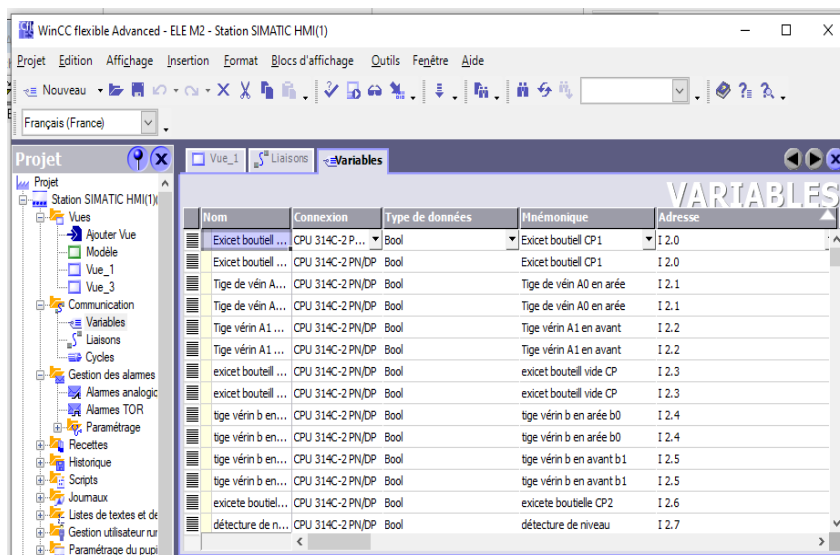 WinCC flexible Advanced - ELE M2 - Station SIMATIC HMI(1)
Projet Edition Affichage Insertion Format Blocs d'affichage Outils Fenêtre Aide
Nouveau
Français (France)
Projet
Vue_1 Liaisons Variables
VARIABLES
Projet
Station SIMATIC HMI(1)(
Vues
Ajouter Vue
Modèle
Vue_1
Vue_3
Communication
Variables
Liaisons
Cycles
Gestion des alarmes
Alarmes analogic
Alarmes TOR
Paramétrage
Recettes
Historique
Scripts
Journaux
Listes de textes et de
Gestion utilisateur rur
Paramétrage du pupi
Nom Connexion Type de données Mnémonique Adresse
Exicet boutiell ... CPU 314C-2 P... Bool Exicet boutiell CP1 I 2.0
Exicet boutiell ... CPU 314C-2 PN/DP Bool Exicet boutiell CP1 I 2.0
Tige de véin A... CPU 314C-2 PN/DP Bool Tige de véin A0 en arée I 2.1
Tige de véin A... CPU 314C-2 PN/DP Bool Tige de véin A0 en arée I 2.1
Tige vérin A1 ... CPU 314C-2 PN/DP Bool Tige vérin A1 en avant I 2.2
Tige vérin A1 ... CPU 314C-2 PN/DP Bool Tige vérin A1 en avant I 2.2
exicet bouteill ... CPU 314C-2 PN/DP Bool exicet bouteill vide CP I 2.3
exicet bouteill ... CPU 314C-2 PN/DP Bool exicet bouteill vide CP I 2.3
tige vérin b en... CPU 314C-2 PN/DP Bool tige vérin b en arée b0 I 2.4
tige vérin b en... CPU 314C-2 PN/DP Bool tige vérin b en arée b0 I 2.4
tige vérin b en... CPU 314C-2 PN/DP Bool tige vérin b en avant b1 I 2.5
tige vérin b en... CPU 314C-2 PN/DP Bool tige vérin b en avant b1 I 2.5
exicete boutiel... CPU 314C-2 PN/DP Bool exicete boutielle CP2 I 2.6
détecture de n... CPU 314C-2 PN/DP Bool détecture de niveau I 2.7